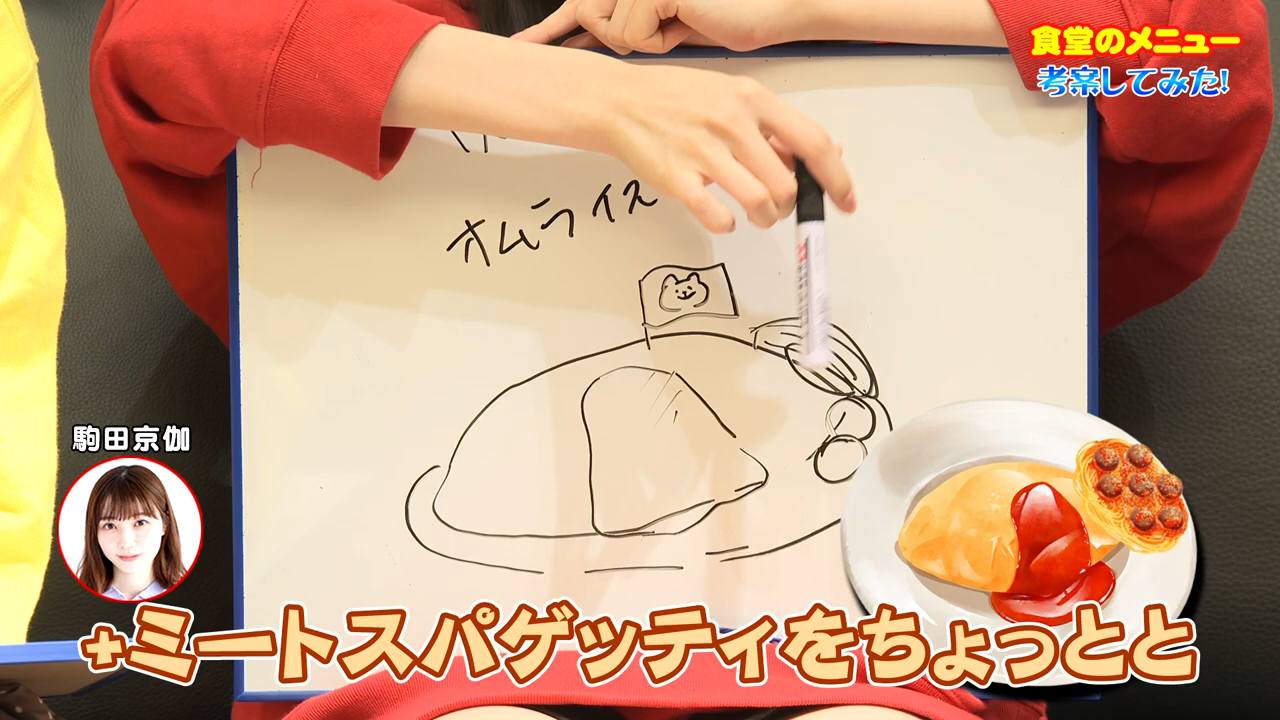 食堂のメニュー
考案してみた!
オムライス
駒田京伽
+ミートスパゲッティをちょっとと